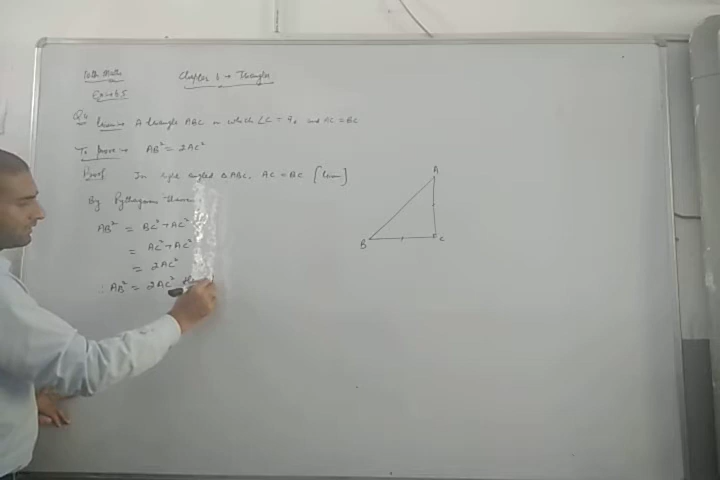 10th Math Chapter 6 → Triangles
Ex → 6.5
Q4 Given → A triangle ABC in which ∠C = 90 and AC = BC
To prove → AB² = 2AC²
Proof In right angled △ABC, AC = BC [Given]
By Pythagoras Theorem
AB² = BC² + AC²
= AC² + AC²
= 2AC²
∴ AB² = 2AC²
A
B
C